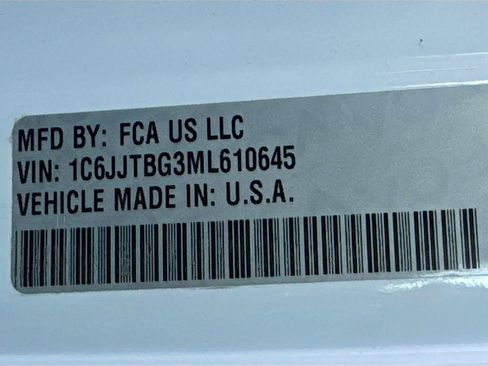 MFD BY: FCA US LLC
VIN: 1C6JJTBG3ML610645
VEHICLE MADE IN: U.S.A.